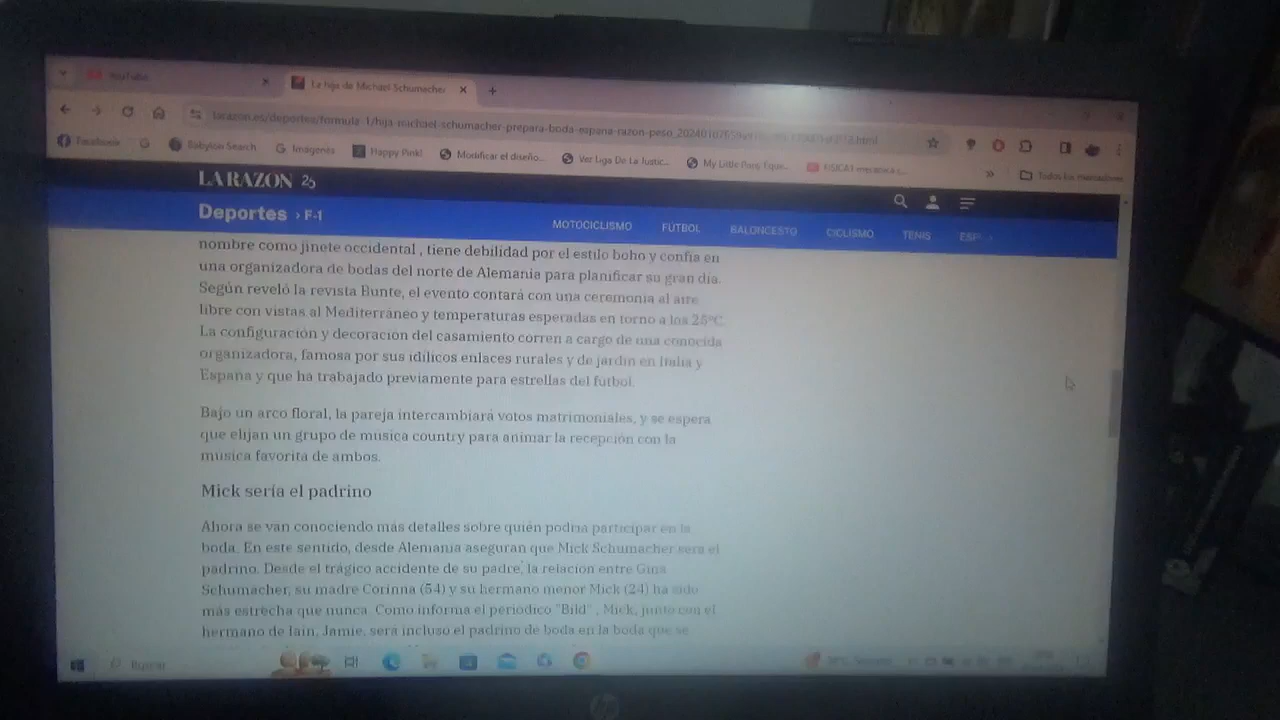 YouTube
La hija de Michael Schumacher
larazon.es/deportes/formula-1/hija-michael-schumacher-prepara-boda-espana-razon-peso_202401
Facebook
G
Babylon Search
Imágenes
Happy Pink!
Modificar el diseño...
Ver Liga De La Justic...
My Little Pony Eque...
Todos los marcadores
LA RAZON 25
Deportes › F-1
MOTOCICLISMO FÚTBOL BALONCESTO CICLISMO TENIS ESP
nombre como jinete occidental , tiene debilidad por el estilo boho y confía en
una organizadora de bodas del norte de Alemania para planificar su gran día.
Según reveló la revista Bunte, el evento contará con una ceremonia al aire
libre con vistas al Mediterráneo y temperaturas esperadas en torno a los 25ºC.
La configuración y decoración del casamiento corren a cargo de una conocida
organizadora, famosa por sus idílicos enlaces rurales y de jardín en Italia y
España y que ha trabajado previamente para estrellas del fútbol.
Bajo un arco floral, la pareja intercambiará votos matrimoniales, y se espera
que elijan un grupo de música country para animar la recepción con la
música favorita de ambos.
Mick sería el padrino
Ahora se van conociendo más detalles sobre quién podría participar en la
boda. En este sentido, desde Alemania aseguran que Mick Schumacher será el
padrino. Desde el trágico accidente de su padre, la relación entre Gina
Schumacher, su madre Corinna (54) y su hermano menor Mick (24) ha sido
más estrecha que nunca. Como informa el periódico "Bild" , Mick, junto con el
hermano de Iain, Jamie, será incluso el padrino de boda en la boda que se
Buscar
hp